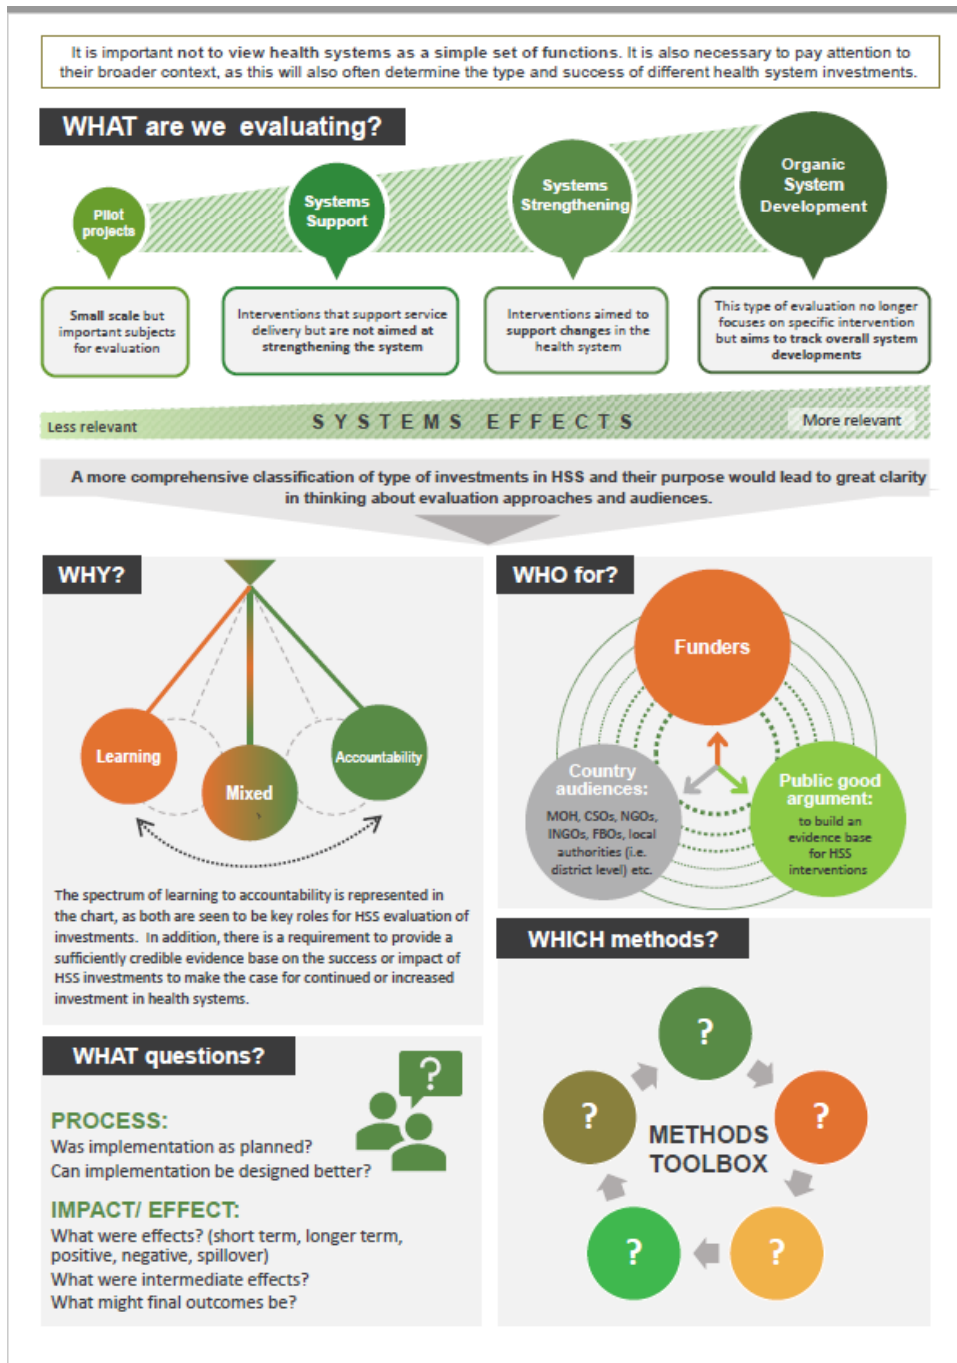 It is important not to view health systems as a simple set of functions. It is also necessary to pay attention to
their broader context, as this will also often determine the type and success of different health system investments.
WHAT are we evaluating?
Pilot
projects
Systems
Support
Systems
Strengthening
Organic
System
Development
Small scale but
important subjects
for evaluation
Interventions that support service
delivery but are not aimed at
strengthening the system
Interventions aimed to
support changes in the
health system
This type of evaluation no longer
focuses on specific intervention
but aims to track overall system
developments
Less relevant
SYSTEMS EFFECTS
More relevant
A more comprehensive classification of type of investments in HSS and their purpose would lead to great clarity
in thinking about evaluation approaches and audiences.
WHY?
Learning
Mixed
Accountability
The spectrum of learning to accountability is represented in
the chart, as both are seen to be key roles for HSS evaluation of
investments. In addition, there is a requirement to provide a
sufficiently credible evidence base on the success or impact of
HSS investments to make the case for continued or increased
investment in health systems.
WHO for?
Funders
Country
audiences:
MOH, CSOs, NGOs,
INGOs, FBOs, local
authorities (i.e.
district level) etc.
Public good
argument:
to build an
evidence base
for HSS
interventions
WHAT questions?
?
PROCESS:
Was implementation as planned?
Can implementation be designed better?
IMPACT/ EFFECT:
What were effects? (short term, longer term,
positive, negative, spillover)
What were intermediate effects?
What might final outcomes be?
WHICH methods?
?
?
?
METHODS
TOOLBOX
?
?